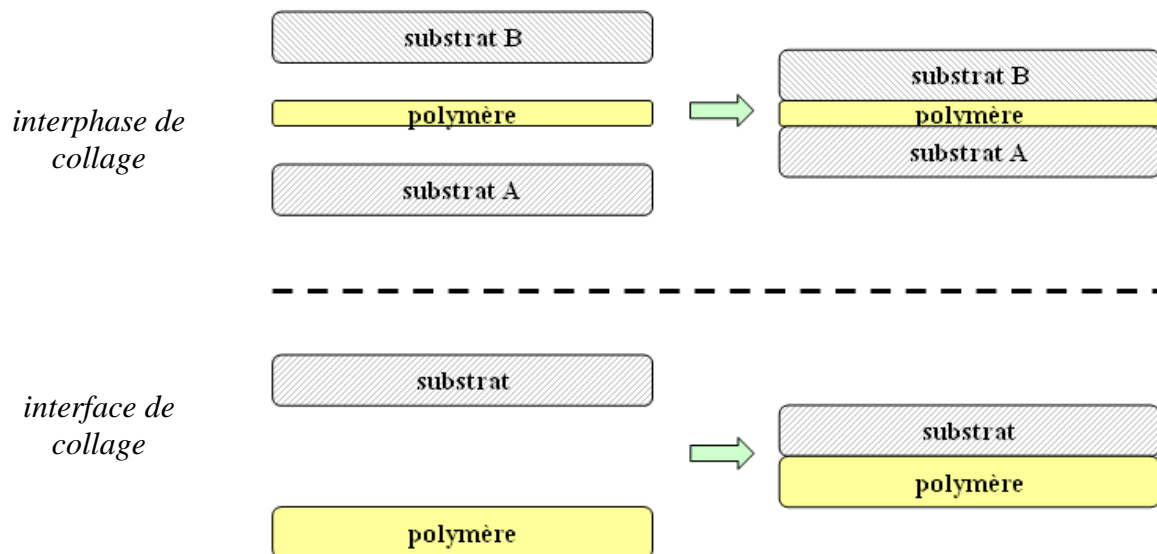 substrat B
polymère
substrat A
interphase de
collage
substrat B
polymère
substrat A
interface de
collage
substrat
polymère
substrat
polymère